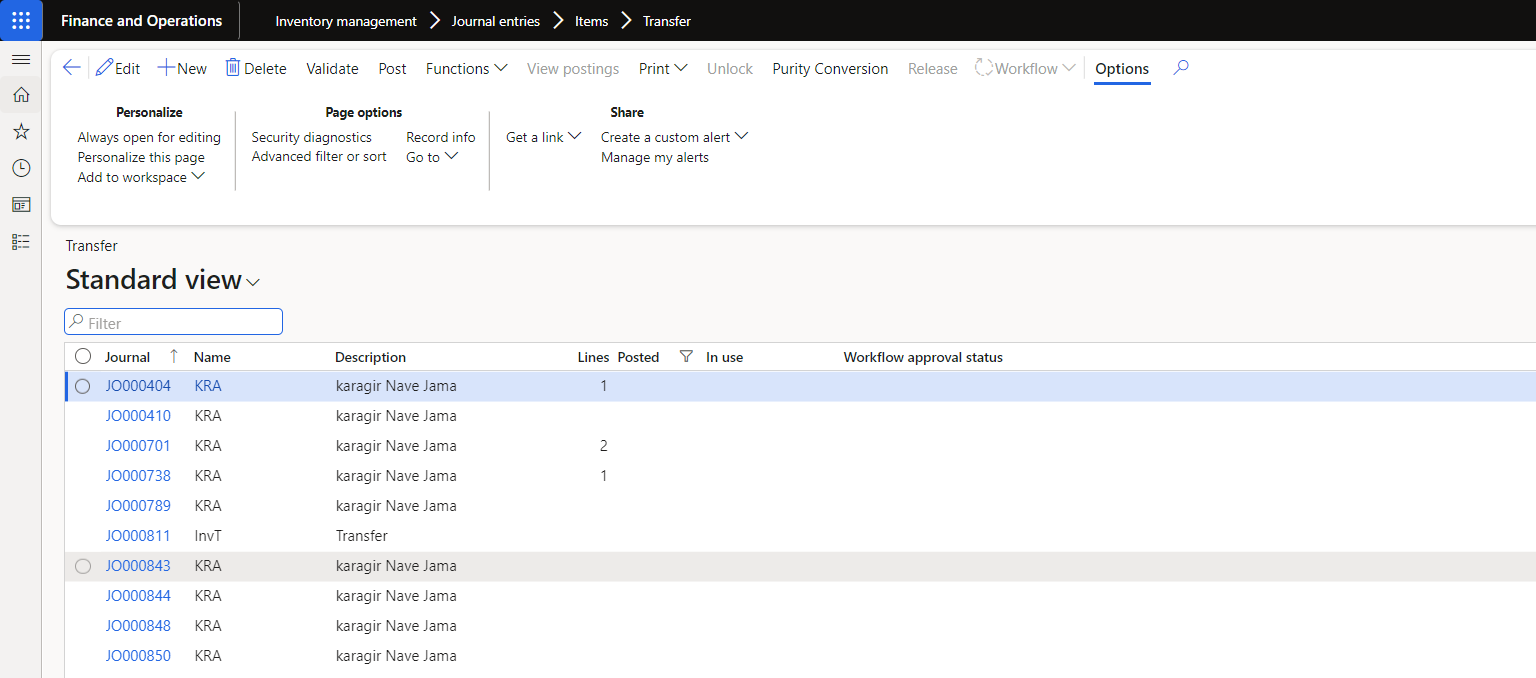 Finance and Operations Inventory management Journal entries Items Transfer
Edit New Delete Validate Post Functions View postings Print Unlock Purity Conversion Release Workflow Options
Personalize Page options Share
Always open for editing Security diagnostics Record info Get a link Create a custom alert
Personalize this page Advanced filter or sort Go to Manage my alerts
Add to workspace
Transfer
Standard view
Filter
Journal Name Description Lines Posted In use Workflow approval status
JO000404 KRA karagir Nave Jama 1
JO000410 KRA karagir Nave Jama
JO000701 KRA karagir Nave Jama 2
JO000738 KRA karagir Nave Jama 1
JO000789 KRA karagir Nave Jama
JO000811 InvT Transfer
JO000843 KRA karagir Nave Jama
JO000844 KRA karagir Nave Jama
JO000848 KRA karagir Nave Jama
JO000850 KRA karagir Nave Jama